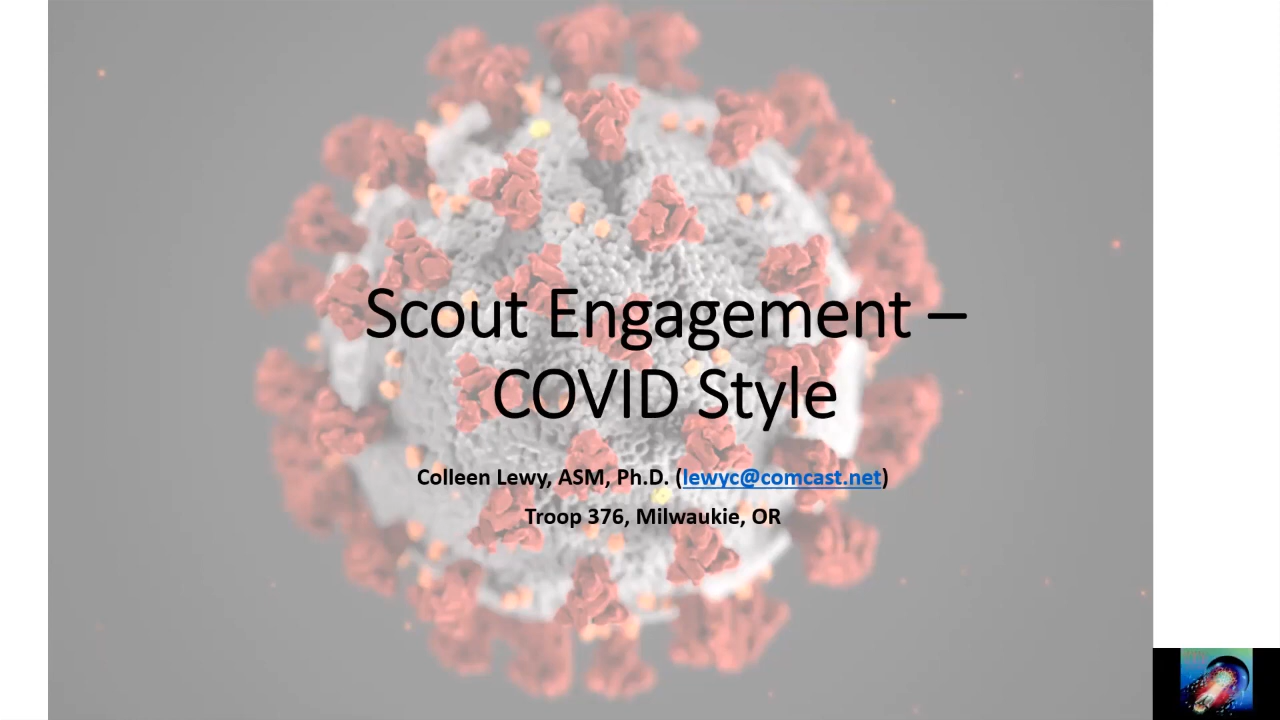 Scout Engagement –
COVID Style
Colleen Lewy, ASM, Ph.D. (lewyc@comcast.net)
Troop 376, Milwaukie, OR